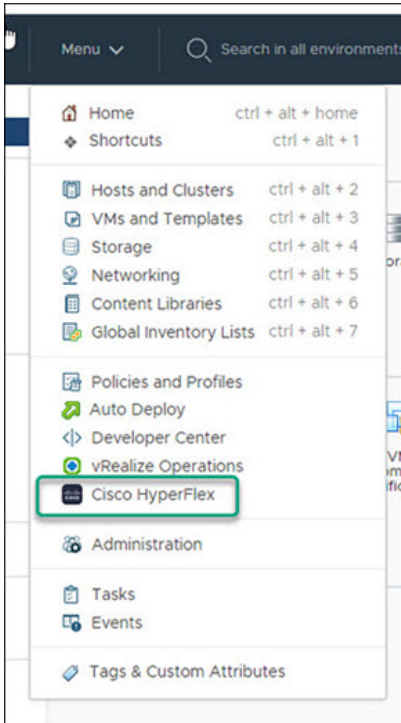 Menu
Search in all environments
Home ctrl + alt + home
Shortcuts ctrl + alt + 1
Hosts and Clusters ctrl + alt + 2
VMs and Templates ctrl + alt + 3
Storage ctrl + alt + 4
Networking ctrl + alt + 5
Content Libraries ctrl + alt + 6
Global Inventory Lists ctrl + alt + 7
Policies and Profiles
Auto Deploy
Developer Center
vRealize Operations
Cisco HyperFlex
Administration
Tasks
Events
Tags & Custom Attributes